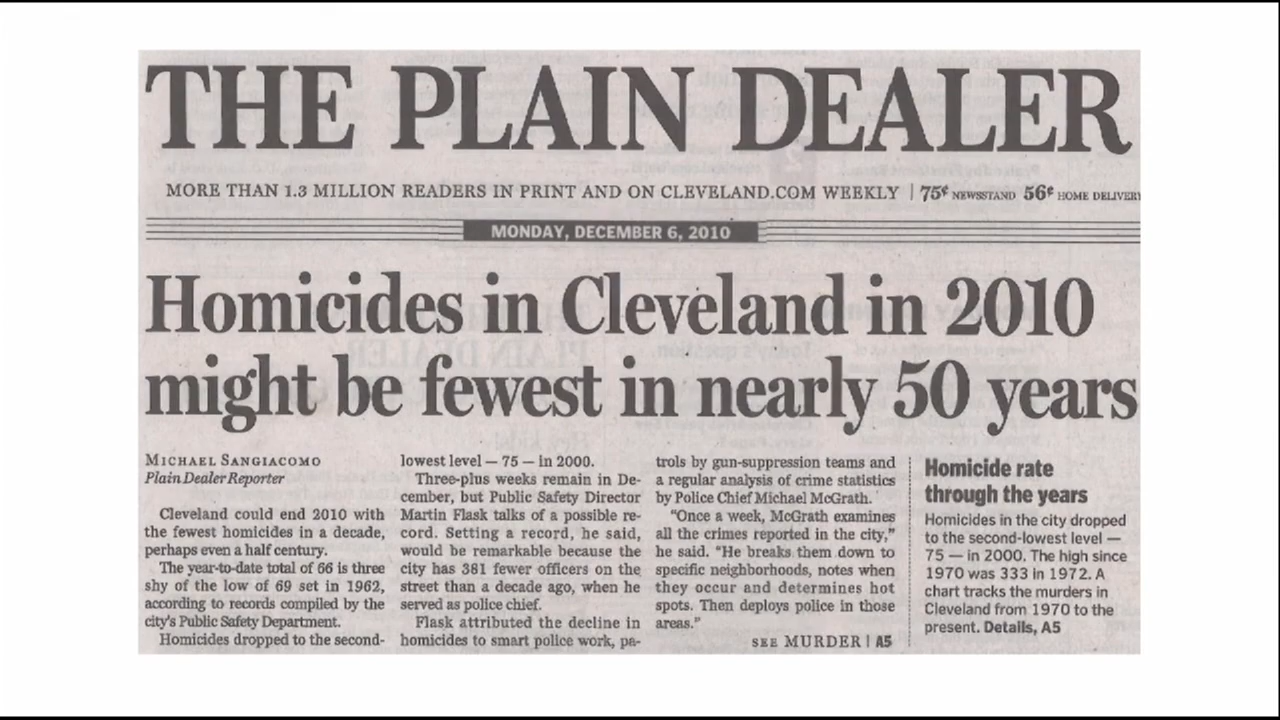 THE PLAIN DEALER
MORE THAN 1.3 MILLION READERS IN PRINT AND ON CLEVELAND.COM WEEKLY | 75¢ NEWSSTAND 56¢ HOME DELIVERY
MONDAY, DECEMBER 6, 2010
Homicides in Cleveland in 2010
might be fewest in nearly 50 years
MICHAEL SANGIACOMO
Plain Dealer Reporter
Cleveland could end 2010 with
the fewest homicides in a decade,
perhaps even a half century.
The year-to-date total of 66 is three
shy of the low of 69 set in 1962,
according to records compiled by the
city's Public Safety Department.
Homicides dropped to the second-
lowest level — 75 — in 2000.
Three-plus weeks remain in De-
cember, but Public Safety Director
Martin Flask talks of a possible re-
cord. Setting a record, he said,
would be remarkable because the
city has 381 fewer officers on the
street than a decade ago, when he
served as police chief.
Flask attributed the decline in
homicides to smart police work, pa-
trols by gun-suppression teams and
a regular analysis of crime statistics
by Police Chief Michael McGrath.
"Once a week, McGrath examines
all the crimes reported in the city,"
he said. "He breaks them down to
specific neighborhoods, notes when
they occur and determines hot
spots. Then deploys police in those
areas."
SEE MURDER | A5
Homicide rate
through the years
Homicides in the city dropped
to the second-lowest level —
75 — in 2000. The high since
1970 was 333 in 1972. A
chart tracks the murders in
Cleveland from 1970 to the
present. Details, A5